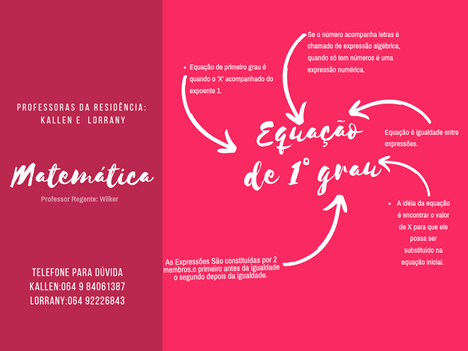 PROFESSORAS DA RESIDÊNCIA:
KALLEN E LORRANY
Matemática
Professor Regente: Wilker
TELEFONE PARA DÚVIDA
KALLEN:064 9 84061387
LORRANY:064 92226843
Equação de primeiro grau é
quando o 'X' acompanhado do
expoente 1.
Se o número acompanha letras é
chamado de expressão algébrica,
quando só tem números é uma
expressão numérica.
Equação
de 1º grau
Equação é igualdade entre
expressões.
A idéia da equação
é encontrar o valor
de X para que ele
possa ser
substituído na
equação inicial.
As Expressões São constituídas por 2
membros.o primeiro antes da igualdade
o segundo depois da igualdade.